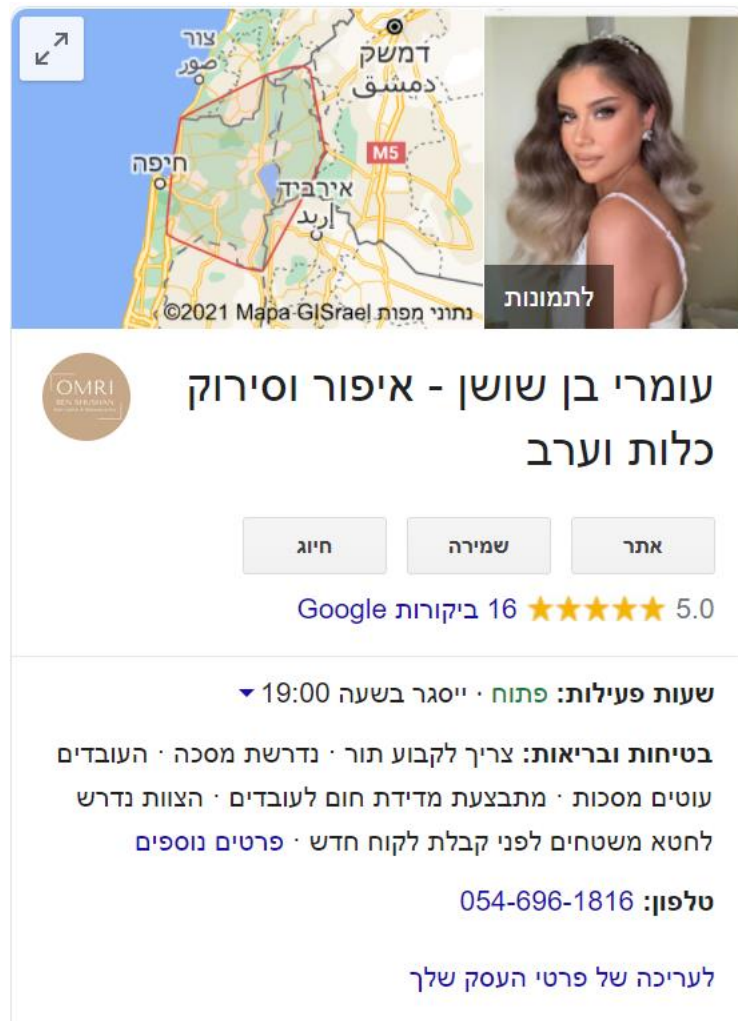 צור
صور
דמשק
دمشق
M5
חיפה
אירביד
إربد
נתוני מפות ©2021 Mapa GISrael
לתמונות
OMRI
BEN SHUSHAN
עומרי בן שושן - איפור וסירוק
כלות וערב
אתר
שמירה
חיוג
5.0 16 ביקורות Google
שעות פעילות: פתוח · ייסגר בשעה 19:00
בטיחות ובריאות: צריך לקבוע תור · נדרשת מסכה · העובדים
עוטים מסכות · מתבצעת מדידת חום לעובדים · הצוות נדרש
לחטא משטחים לפני קבלת לקוח חדש · פרטים נוספים
טלפון: 054-696-1816
לעריכה של פרטי העסק שלך